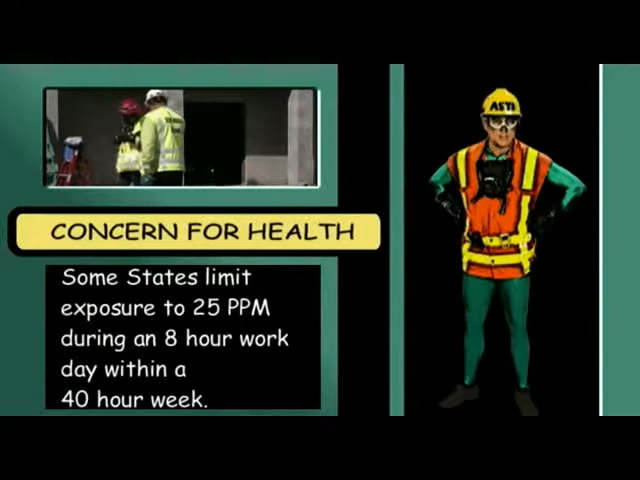 CONCERN FOR HEALTH
Some States limit
exposure to 25 PPM
during an 8 hour work
day within a
40 hour week.
ASTI